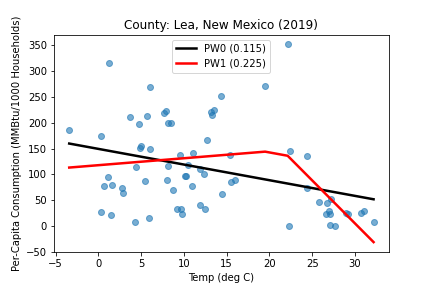 County: Lea, New Mexico (2019)
PW0 (0.115)
PW1 (0.225)
Per-Capita Consumption (MMBtu/1000 Households)
350
300
250
200
150
100
50
0
−50
−5 0 5 10 15 20 25 30
Temp (deg C)